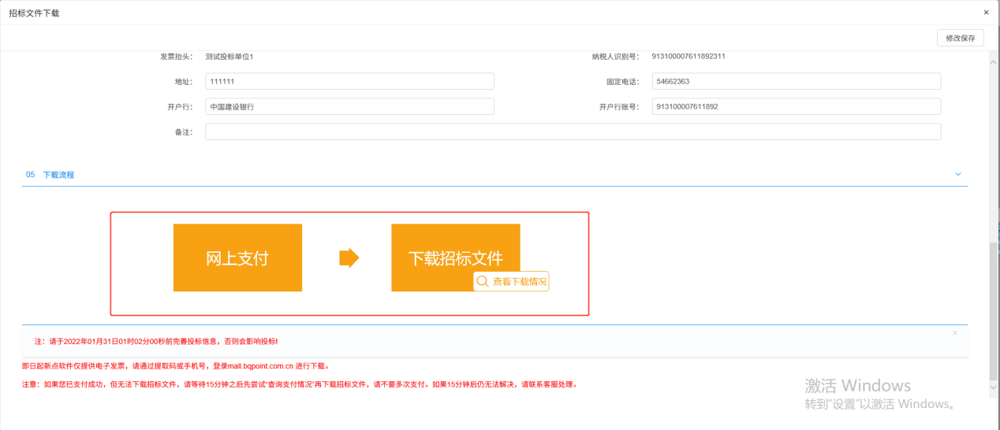 招标文件下载 ×
修改保存
发票抬头： 测试投标单位1 纳税人识别号： 913100007611892311
地址： 111111 固定电话： 54662363
开户行： 中国建设银行 开户行账号： 913100007611892
备注：
05 下载流程
网上支付 下载招标文件
查看下载情况
注：请于2022年01月31日01时02分00秒前完善投标信息，否则会影响投标!
即日起新点软件仅提供电子发票，请通过提取码或手机号，登录mall.bqpoint.com.cn 进行下载。
注意：如果您已支付成功，但无法下载招标文件，请等待15分钟之后先尝试“查询支付情况”再下载招标文件，请不要多次支付。如果15分钟后仍无法解决，请联系客服处理。
激活 Windows
转到“设置”以激活 Windows。